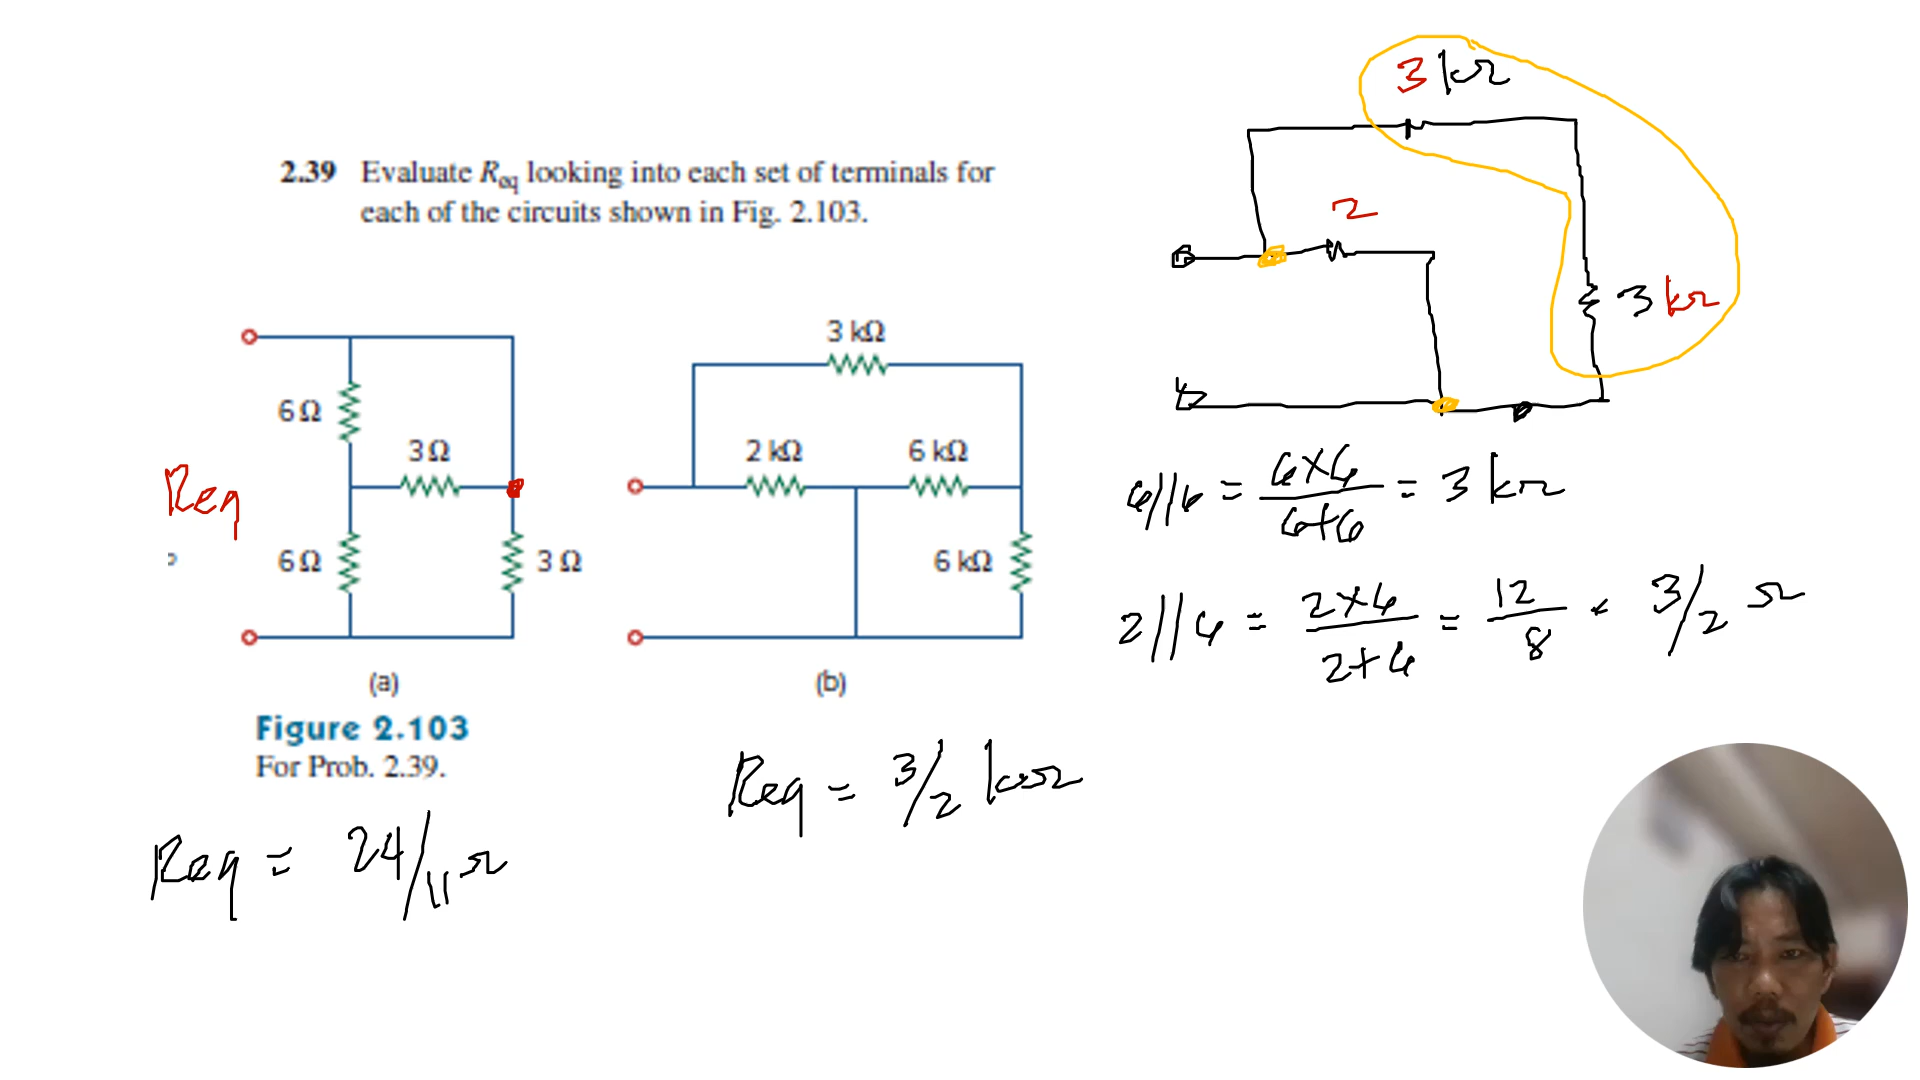 2.39 Evaluate Req looking into each set of terminals for
each of the circuits shown in Fig. 2.103.
6 Ω
3 Ω
6 Ω
3 Ω
Req
(a)
3 kΩ
2 kΩ
6 kΩ
6 kΩ
(b)
Figure 2.103
For Prob. 2.39.
Req = 24/11 Ω
Req = 3/2 kΩ
3 kΩ
2
3 kΩ
6//6 = 6×6 / 6+6 = 3 kΩ
2//6 = 2×6 / 2+6 = 12 / 8 = 3/2 Ω